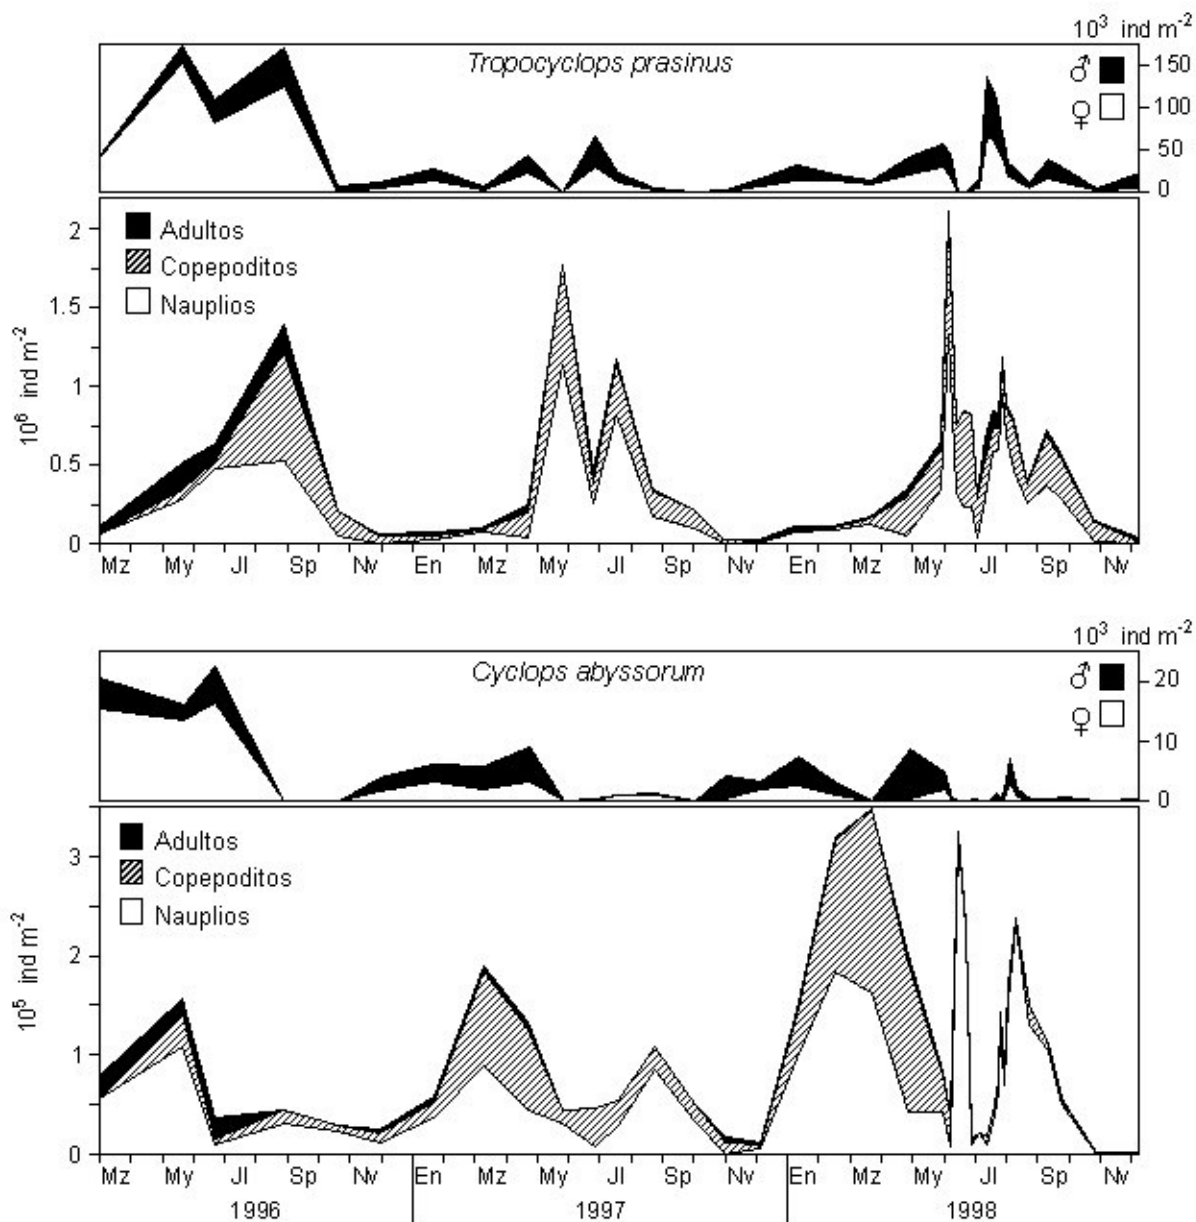 10³ ind m⁻²
Tropocyclops prasinus
♂
♀
150
100
50
0
Adultos
Copepoditos
Nauplios
2
1.5
1
0.5
0
10⁶ ind m⁻²
Mz My Jl Sp Nv En Mz My Jl Sp Nv En Mz My Jl Sp Nv
10³ ind m⁻²
Cyclops abyssorum
♂
♀
20
10
0
Adultos
Copepoditos
Nauplios
3
2
1
0
10⁵ ind m⁻²
Mz My Jl Sp Nv En Mz My Jl Sp Nv En Mz My Jl Sp Nv
1996 1997 1998